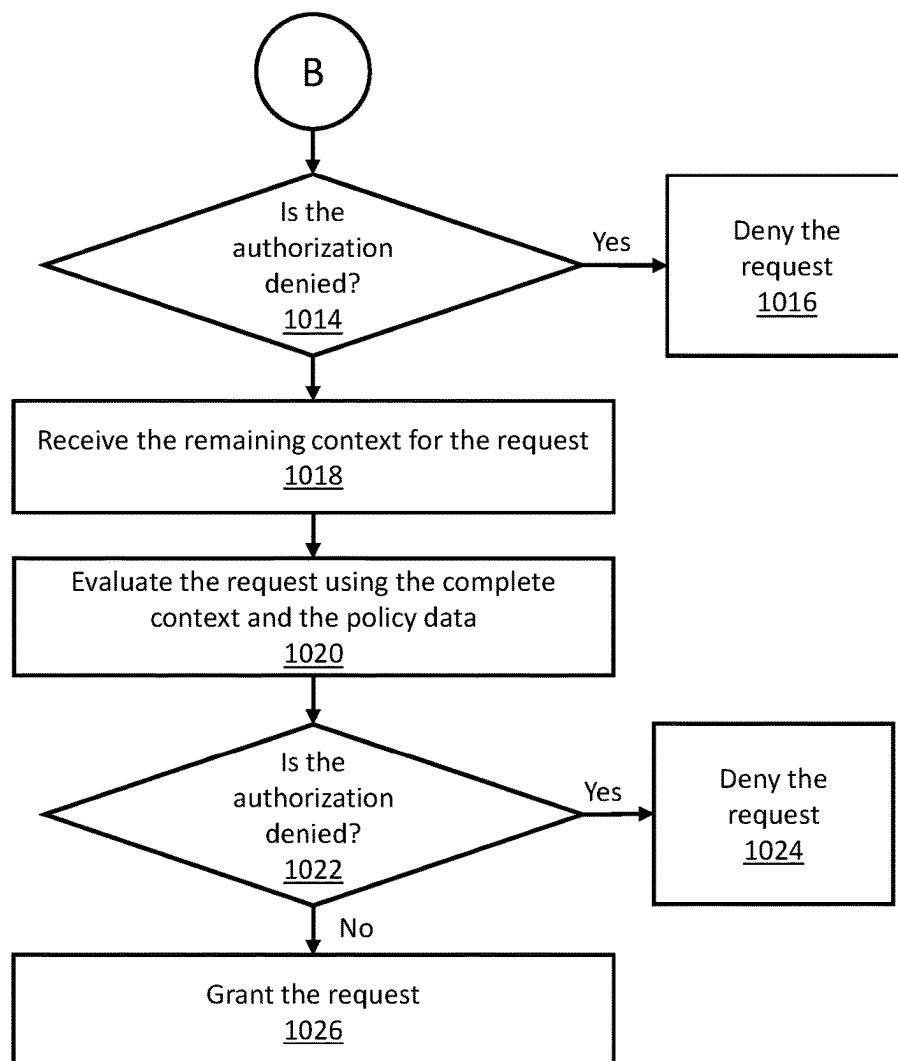 B
Is the
authorization
denied?
1014
Yes
Deny the
request
1016
Receive the remaining context for the request
1018
Evaluate the request using the complete
context and the policy data
1020
Is the
authorization
denied?
1022
Yes
Deny the
request
1024
No
Grant the request
1026